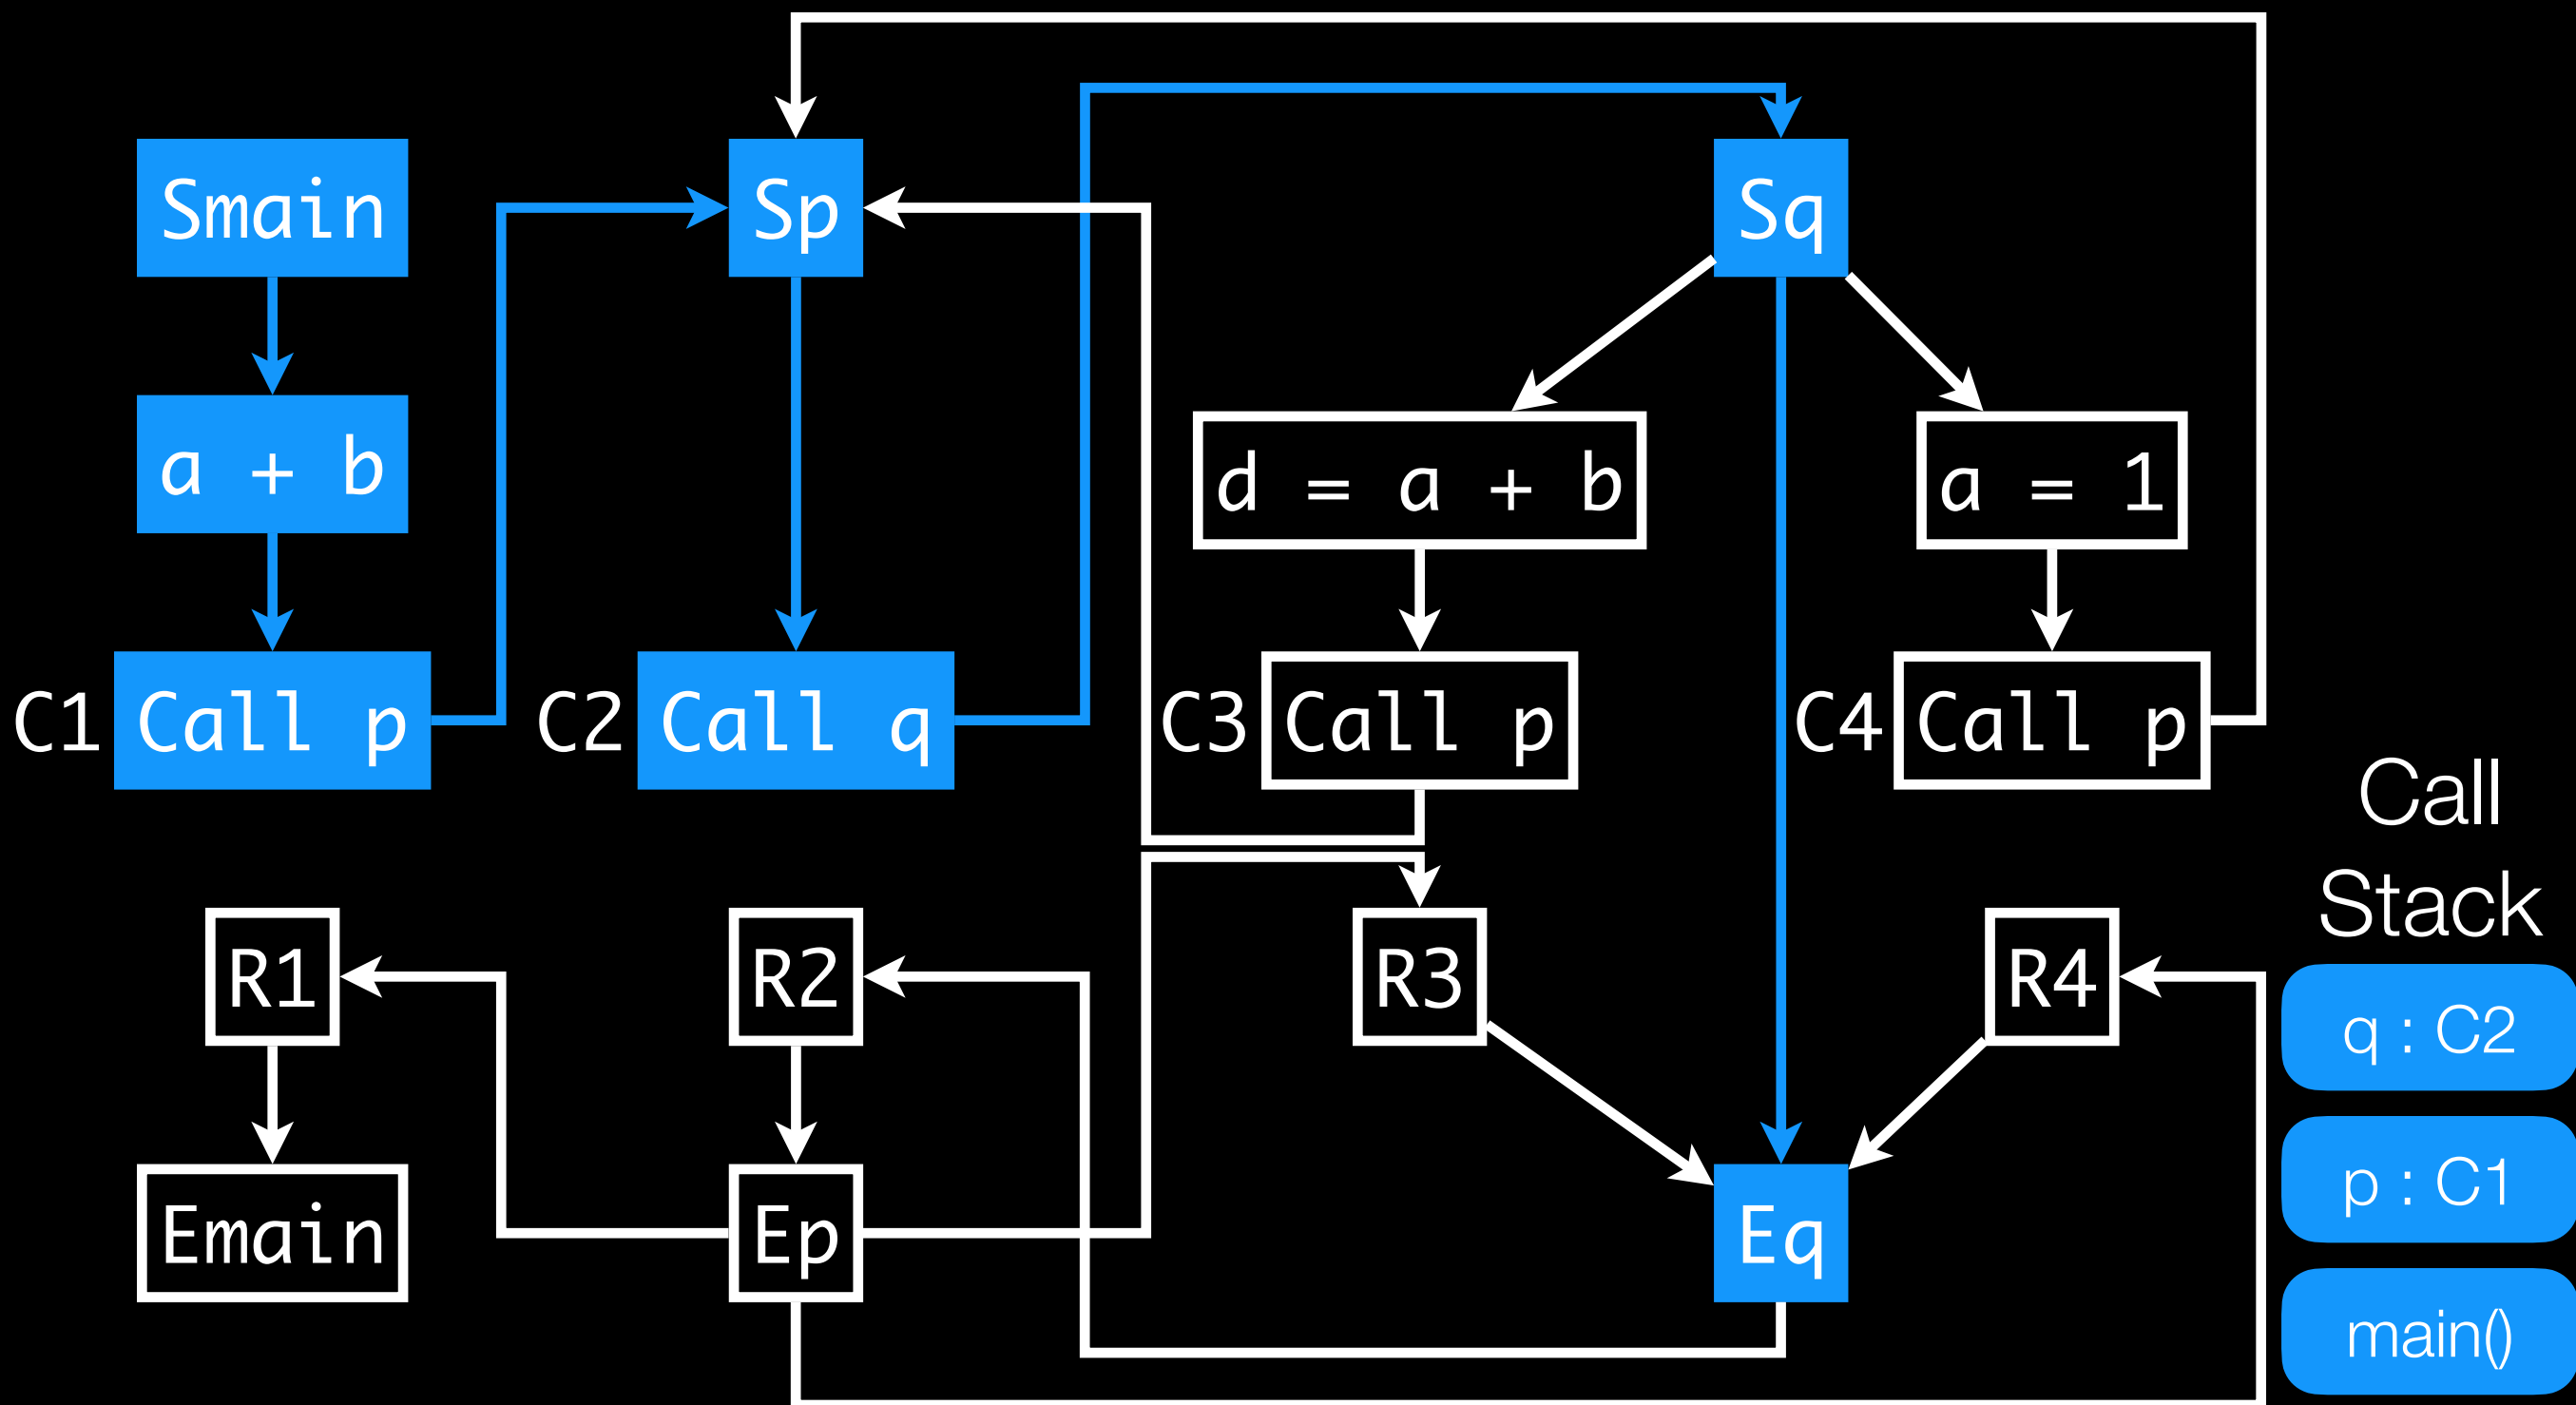 Smain
Sp
Sq
a + b
d = a + b
a = 1
C1
Call p
C2
Call q
C3
Call p
C4
Call p
Call
Stack
R1
R2
R3
R4
q : C2
p : C1
Emain
Ep
Eq
main()